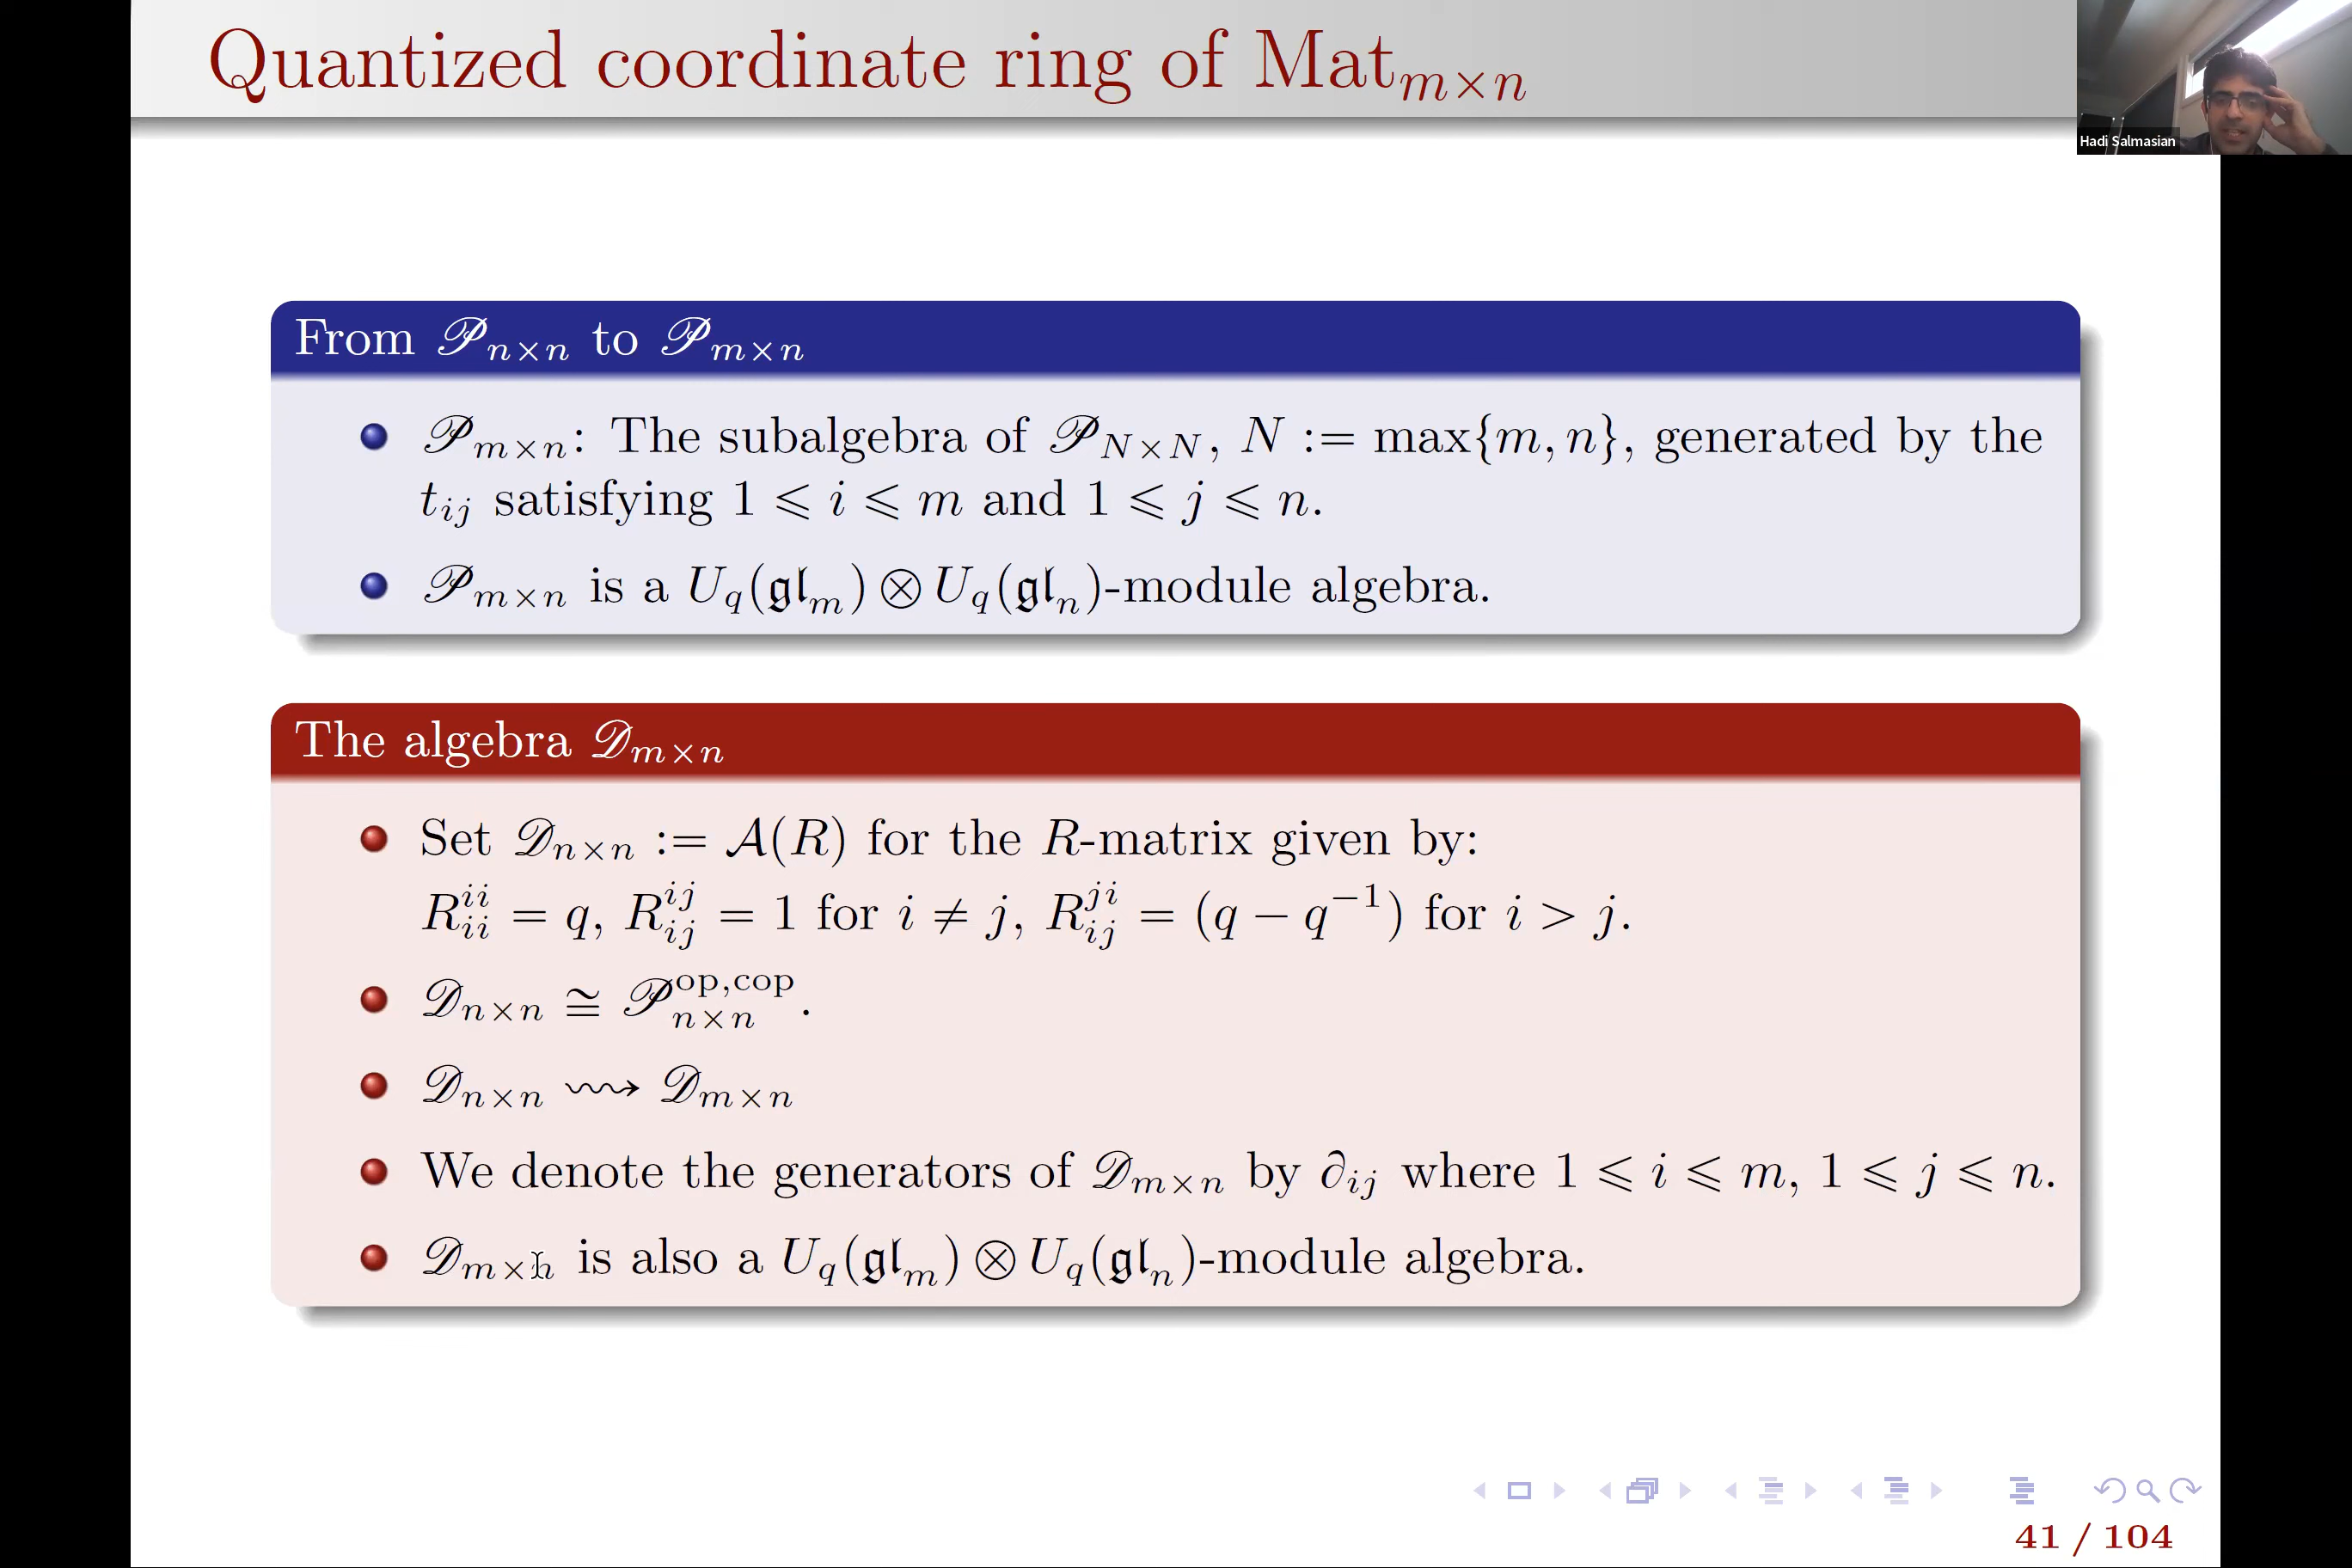 Quantized coordinate ring of Mat_{m×n}
Hadi Salmasian
From 𝒫_{n×n} to 𝒫_{m×n}
𝒫_{m×n}: The subalgebra of 𝒫_{N×N}, N := max{m, n}, generated by the
t_{ij} satisfying 1 ⩽ i ⩽ m and 1 ⩽ j ⩽ n.
𝒫_{m×n} is a U_q(𝔤𝔩_m) ⊗ U_q(𝔤𝔩_n)-module algebra.
The algebra 𝒟_{m×n}
Set 𝒟_{n×n} := 𝒜(R) for the R-matrix given by:
R^{ii}_{ii} = q, R^{ij}_{ij} = 1 for i ≠ j, R^{ji}_{ij} = (q − q^{−1}) for i > j.
𝒟_{n×n} ≅ 𝒫^{op,cop}_{n×n}.
𝒟_{n×n} ⇝ 𝒟_{m×n}
We denote the generators of 𝒟_{m×n} by ∂_{ij} where 1 ⩽ i ⩽ m, 1 ⩽ j ⩽ n.
𝒟_{m×n} is also a U_q(𝔤𝔩_m) ⊗ U_q(𝔤𝔩_n)-module algebra.
41 / 104